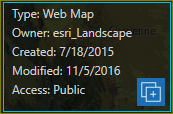 Type: Web Map
Owner: esri_Landscape
Created: 7/18/2015
Modified: 11/5/2016
Access: Public